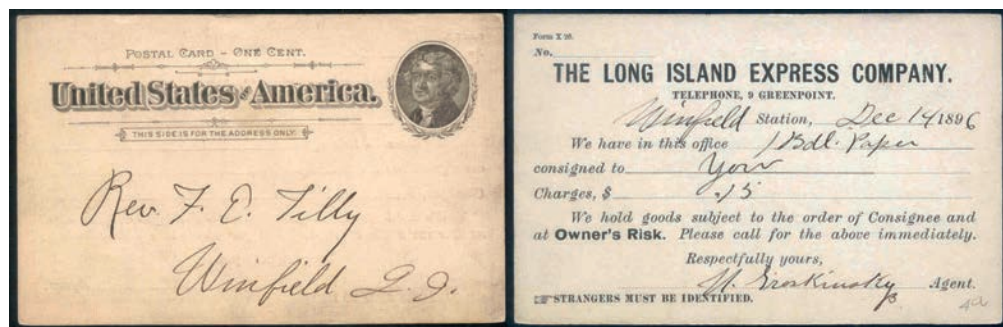 POSTAL CARD - ONE CENT.
United States of America.
THIS SIDE IS FOR THE ADDRESS ONLY.
Rev. F. E. Tilly
Winfield L. I.
Form X 26.
No.
THE LONG ISLAND EXPRESS COMPANY.
TELEPHONE, 9 GREENPOINT.
Winfield Station, Dec 14 1896
We have in this office 1 Bdl. Paper
consigned to You
Charges, $ .15
We hold goods subject to the order of Consignee and
at Owner's Risk. Please call for the above immediately.
Respectfully yours,
Agent.
STRANGERS MUST BE IDENTIFIED.